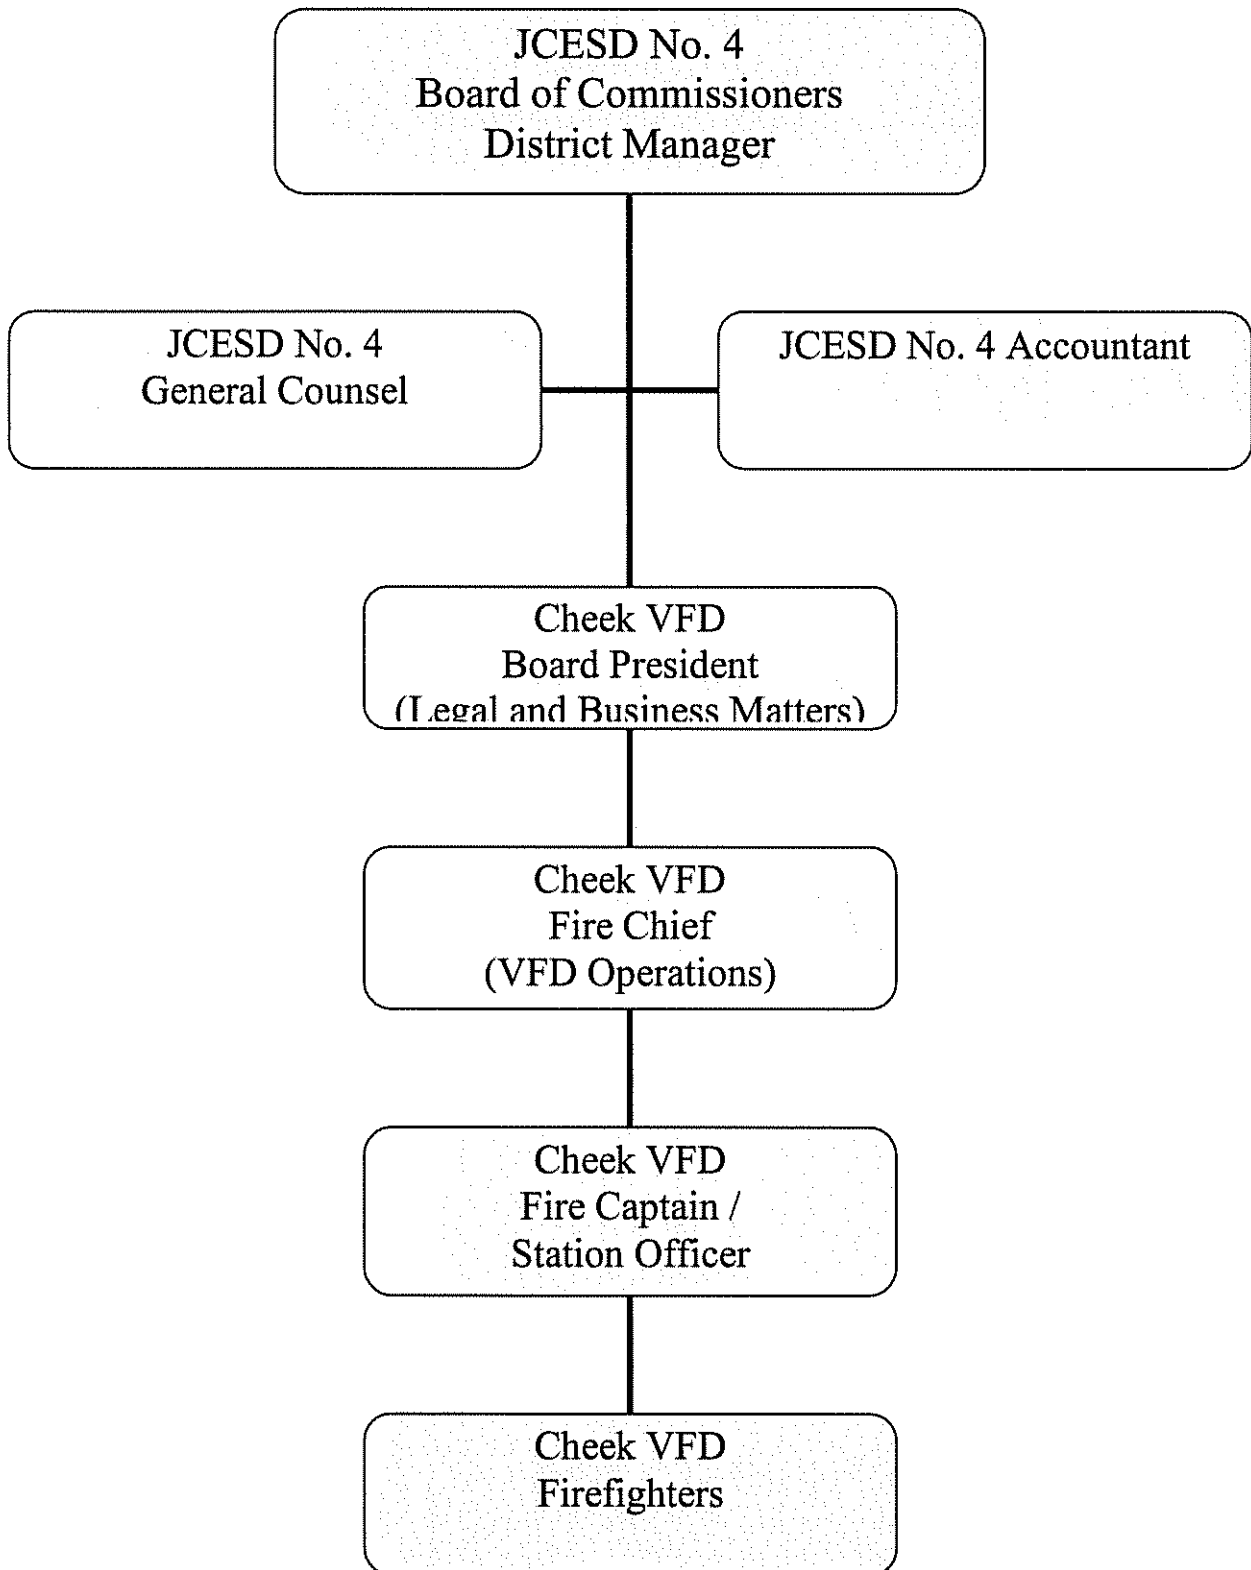 JCESD No. 4
Board of Commissioners
District Manager
JCESD No. 4
General Counsel
JCESD No. 4 Accountant
Cheek VFD
Board President
(Legal and Business Matters)
Cheek VFD
Fire Chief
(VFD Operations)
Cheek VFD
Fire Captain /
Station Officer
Cheek VFD
Firefighters